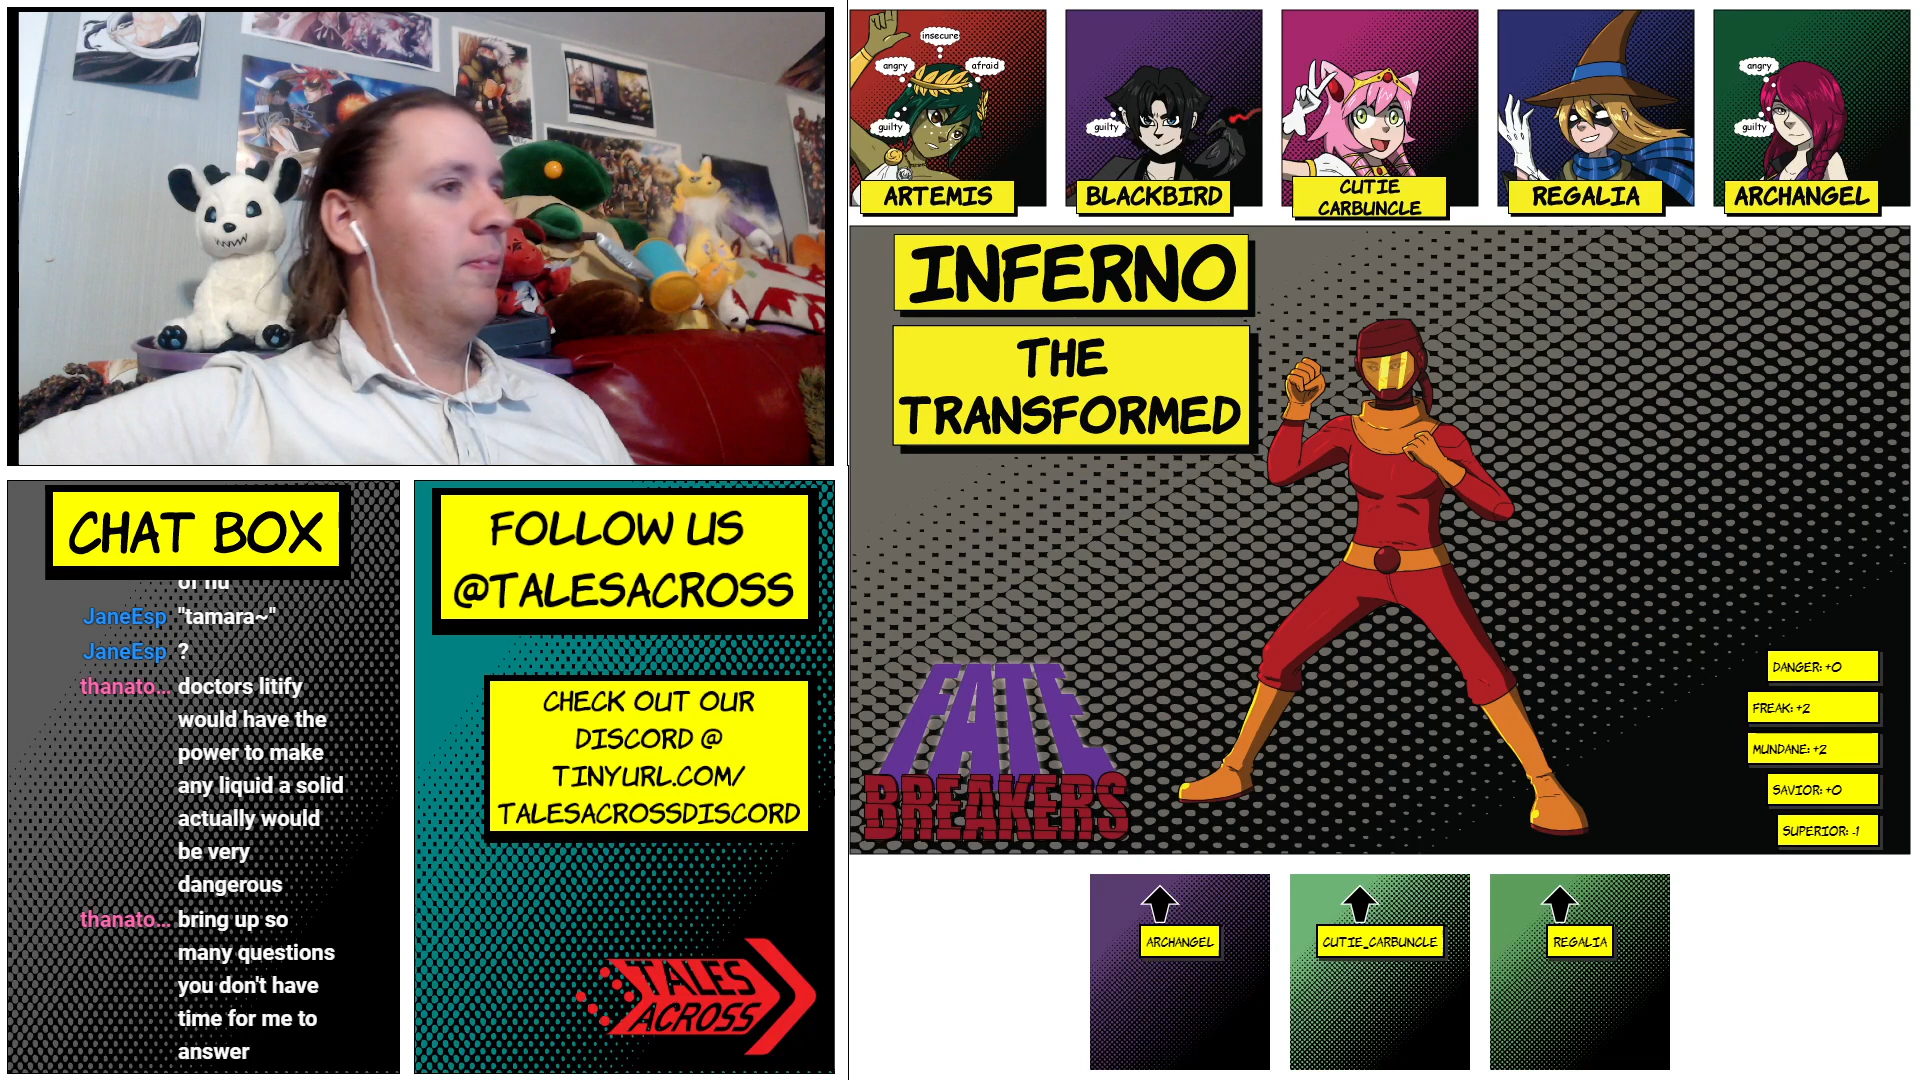 insecure
angry
afraid
guilty
ARTEMIS
guilty
BLACKBIRD
CUTIE
CARBUNCLE
REGALIA
angry
guilty
ARCHANGEL
INFERNO
THE
TRANSFORMED
FATE
BREAKERS
DANGER: +0
FREAK: +2
MUNDANE: +2
SAVIOR: +0
SUPERIOR: -1
ARCHANGEL
CUTIE_CARBUNCLE
REGALIA
CHAT BOX
JaneEsp "tamara~"
JaneEsp ?
thanato... doctors litify
would have the
power to make
any liquid a solid
actually would
be very
dangerous
thanato... bring up so
many questions
you don't have
time for me to
answer
FOLLOW US
@TALESACROSS
CHECK OUT OUR
DISCORD @
TINYURL.COM/
TALESACROSSDISCORD
TALES
ACROSS